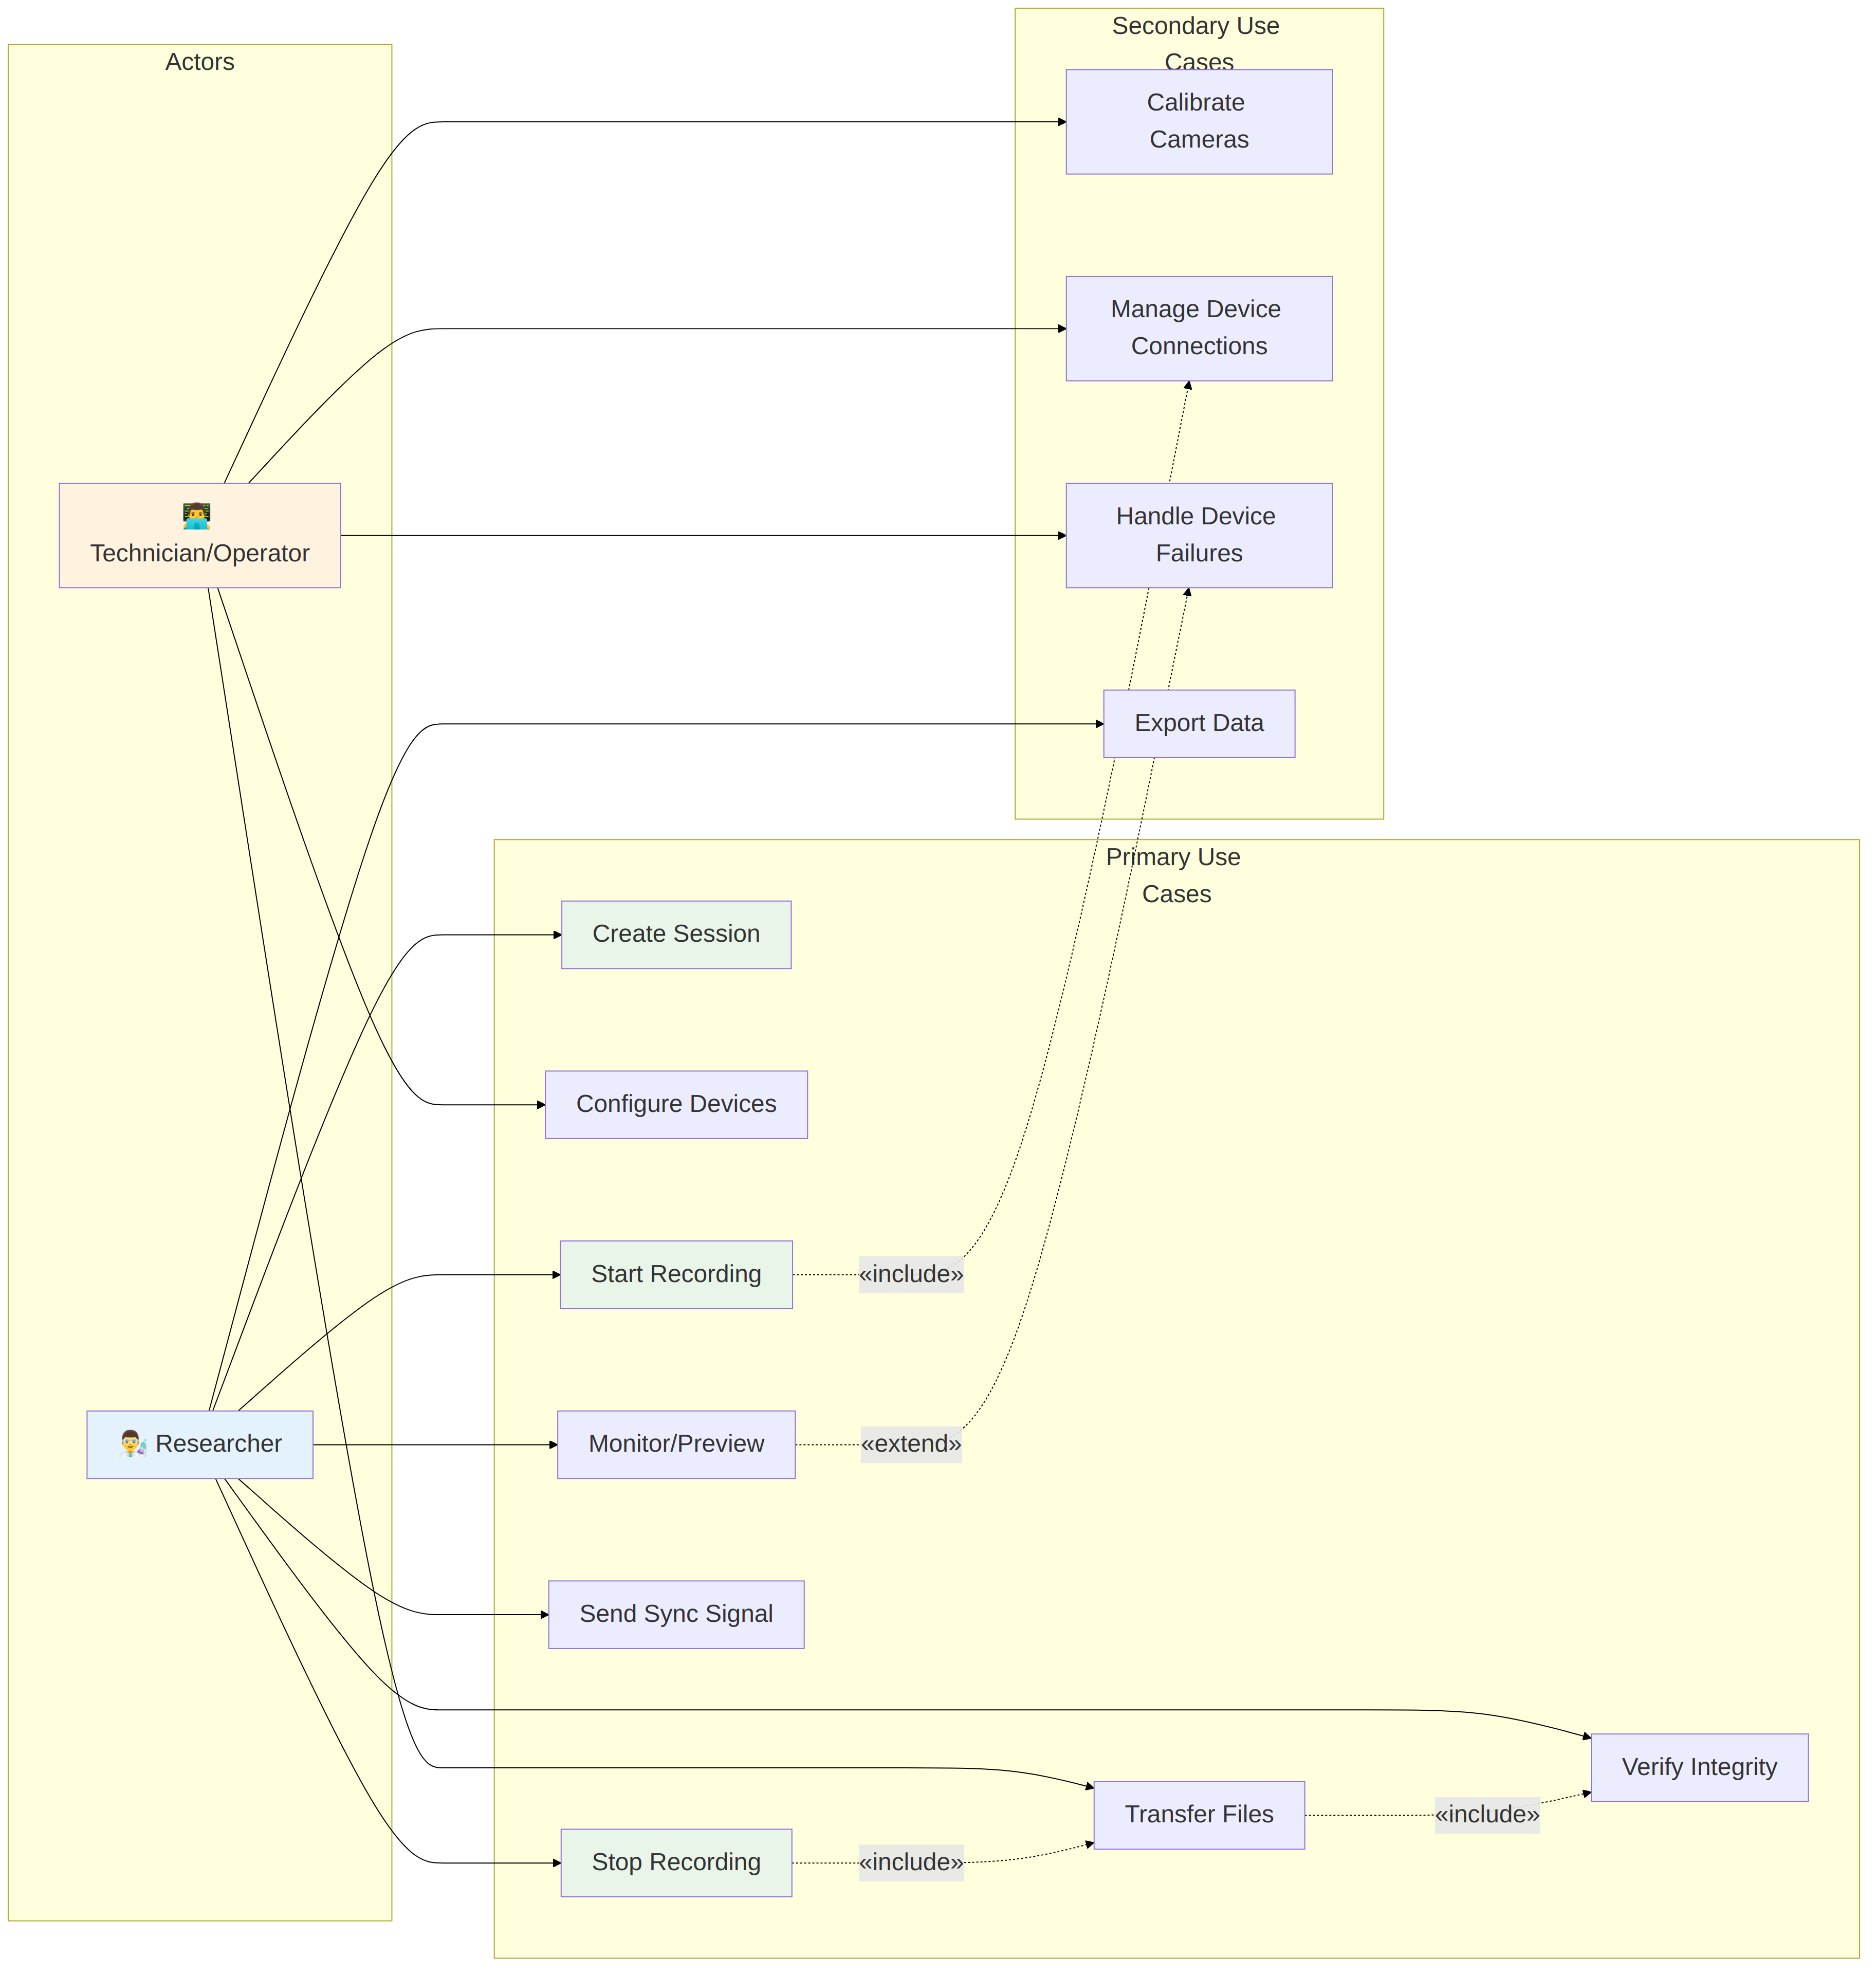 Actors
👨‍💻
Technician/Operator
👨‍🔬 Researcher
Secondary Use
Cases
Calibrate
Cameras
Manage Device
Connections
Handle Device
Failures
Export Data
Primary Use
Cases
Create Session
Configure Devices
Start Recording
«include»
Monitor/Preview
«extend»
Send Sync Signal
Verify Integrity
Transfer Files
«include»
Stop Recording
«include»